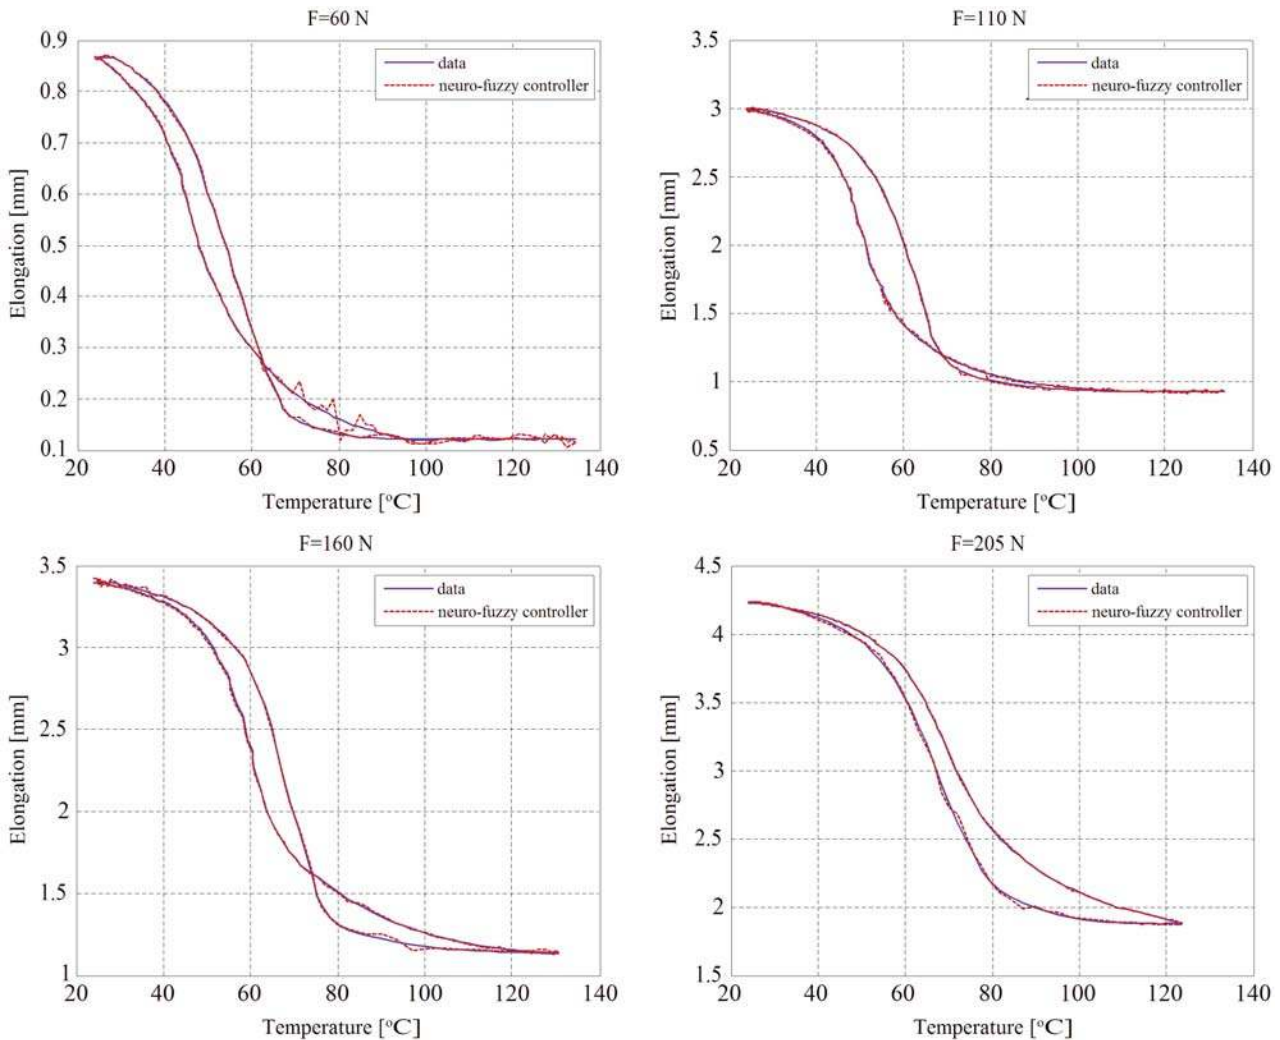 F=60 N
0.9
0.8
0.7
0.6
0.5
0.4
0.3
0.2
0.1
Elongation [mm]
data
neuro-fuzzy controller
20 40 60 80 100 120 140
Temperature [°C]
F=110 N
3.5
3
2.5
2
1.5
1
0.5
Elongation [mm]
data
neuro-fuzzy controller
20 40 60 80 100 120 140
Temperature [°C]
F=160 N
3.5
3
2.5
2
1.5
1
Elongation [mm]
data
neuro-fuzzy controller
20 40 60 80 100 120 140
Temperature [°C]
F=205 N
4.5
4
3.5
3
2.5
2
1.5
Elongation [mm]
data
neuro-fuzzy controller
20 40 60 80 100 120 140
Temperature [°C]